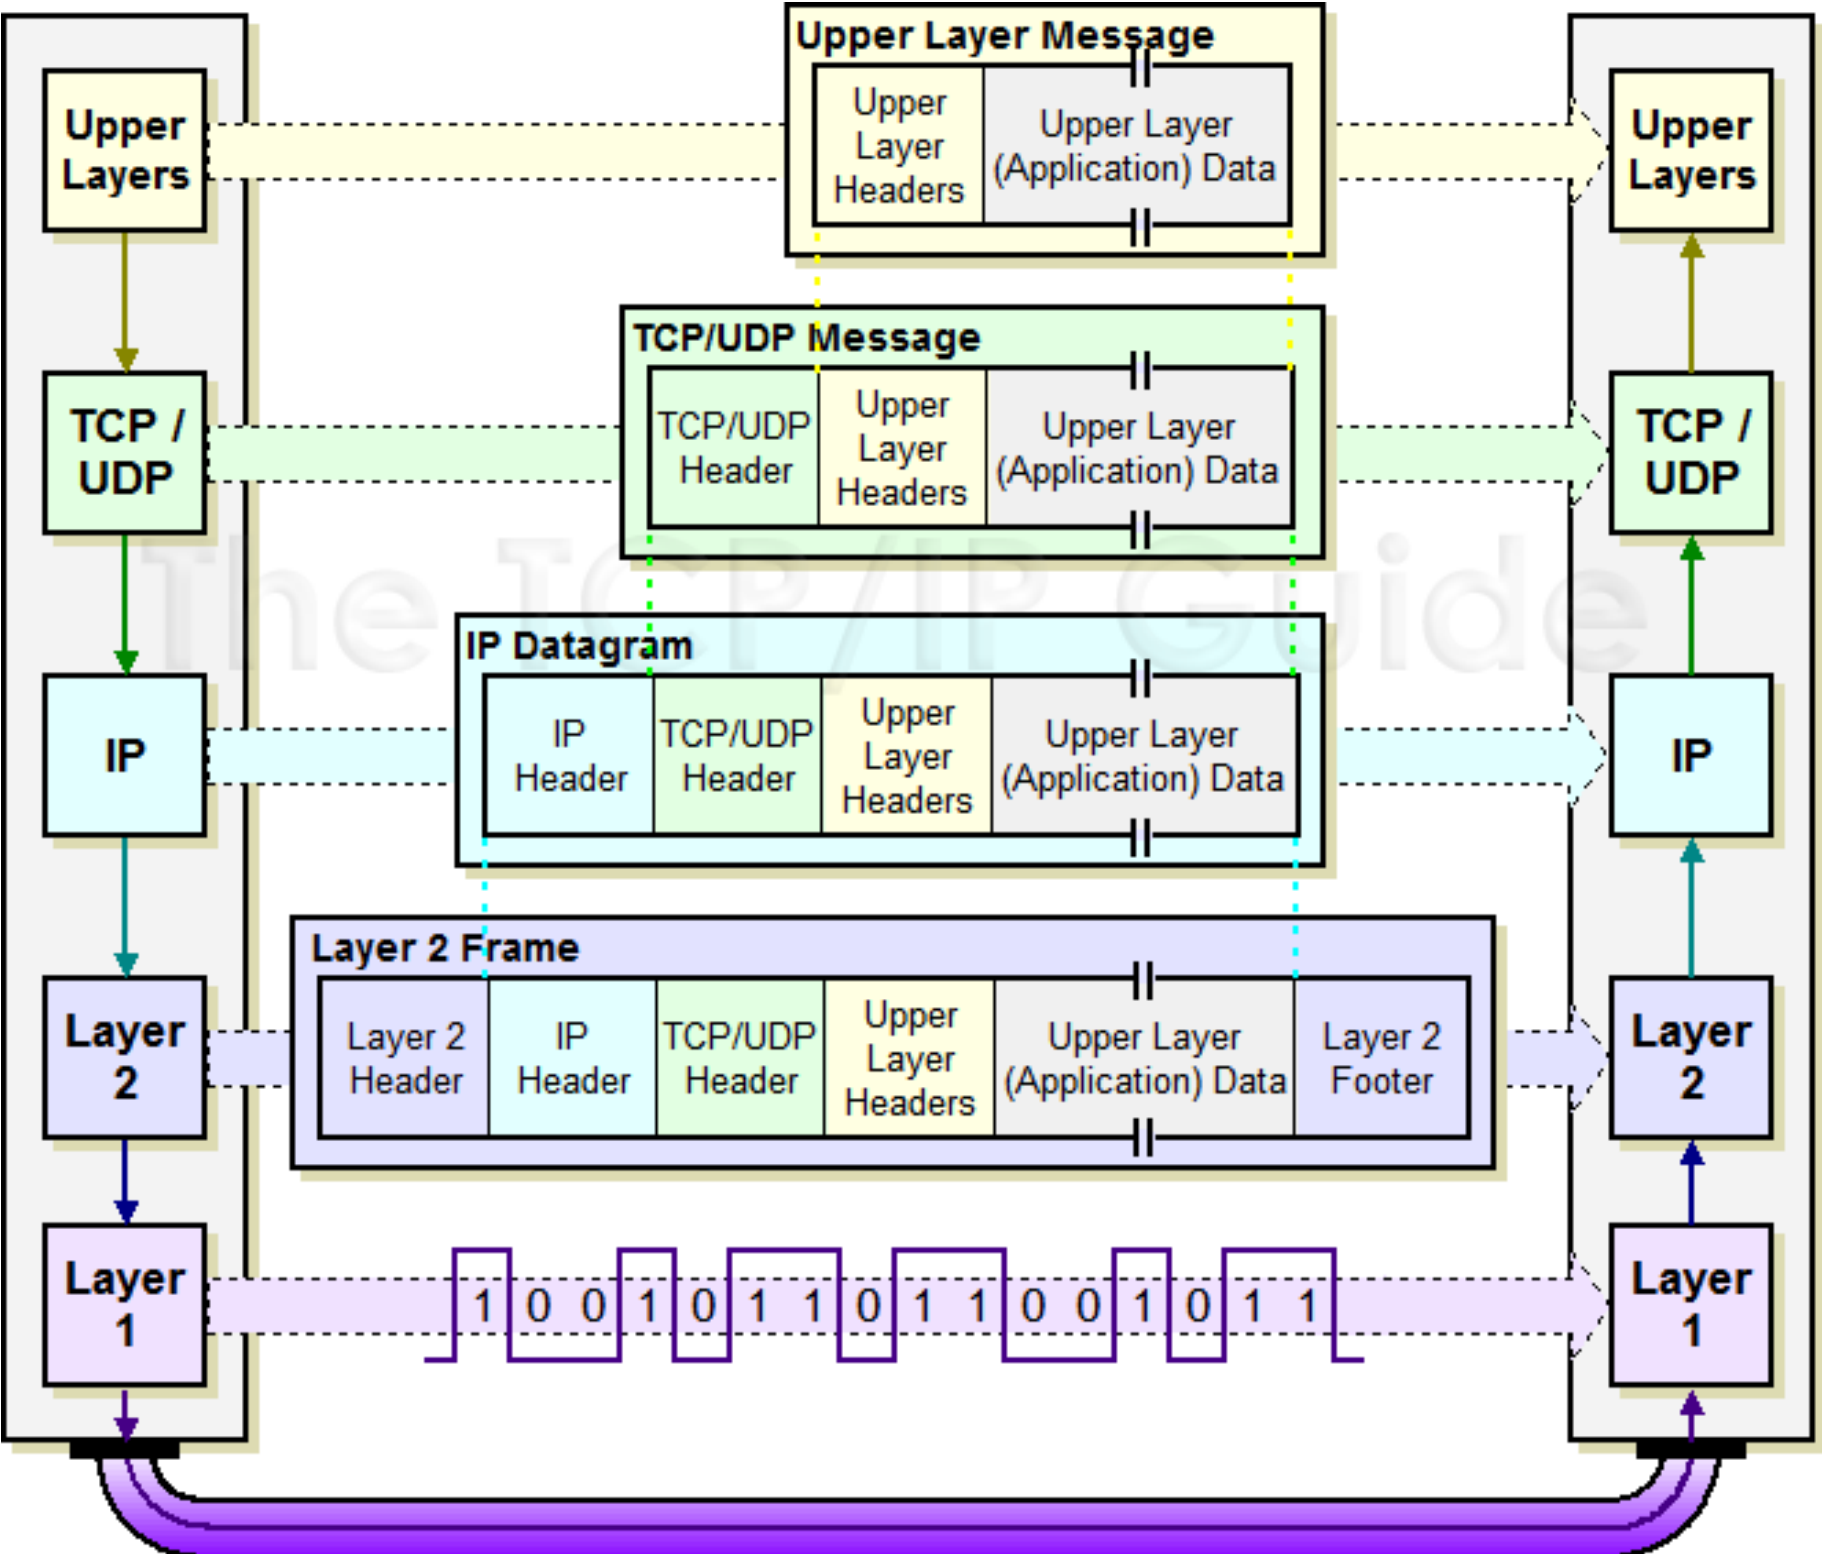 Upper Layer Message
Upper
Layers
Upper
Layer
Headers
Upper Layer
(Application) Data
Upper
Layers
TCP/UDP Message
TCP /
UDP
TCP/UDP
Header
Upper
Layer
Headers
Upper Layer
(Application) Data
TCP /
UDP
The TCP/IP Guide
IP Datagram
IP
IP
Header
TCP/UDP
Header
Upper
Layer
Headers
Upper Layer
(Application) Data
IP
Layer 2 Frame
Layer
2
Layer 2
Header
IP
Header
TCP/UDP
Header
Upper
Layer
Headers
Upper Layer
(Application) Data
Layer 2
Footer
Layer
2
Layer
1
1 0 0 1 0 1 1 0 1 1 0 0 1 0 1 1
Layer
1